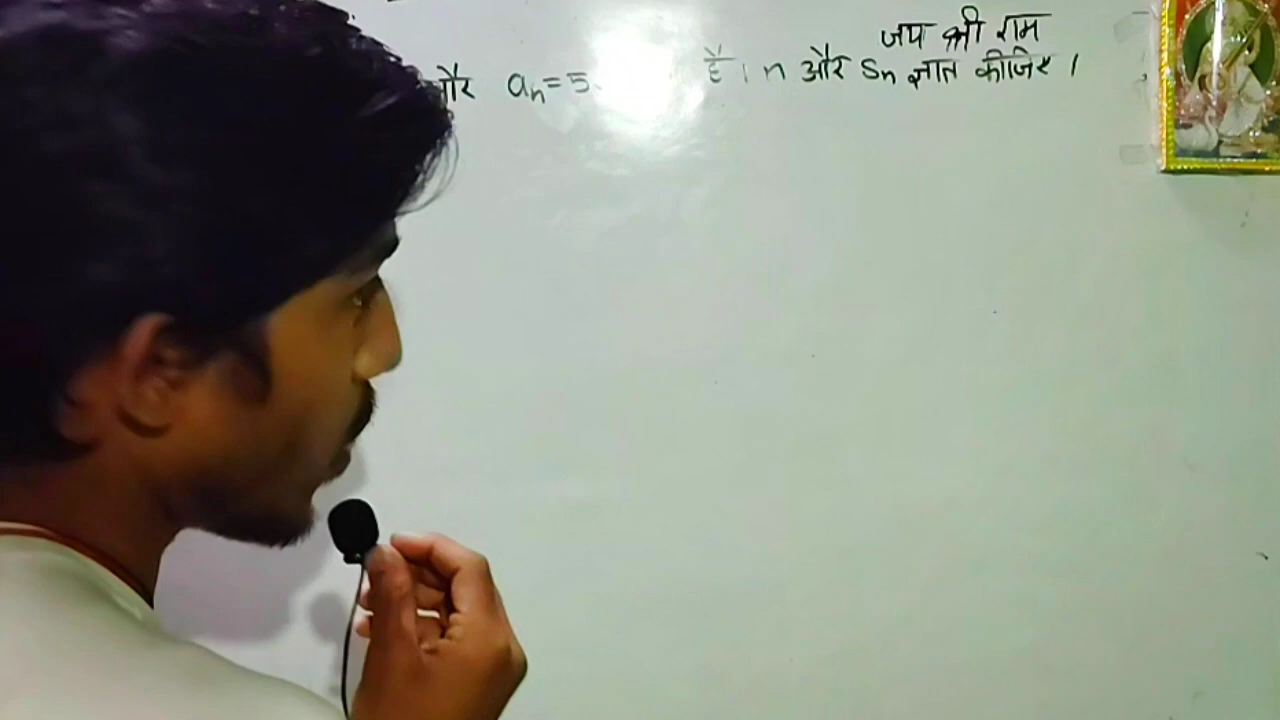 जय श्री राम
और aₙ=5 है। n और Sₙ ज्ञात कीजिए।